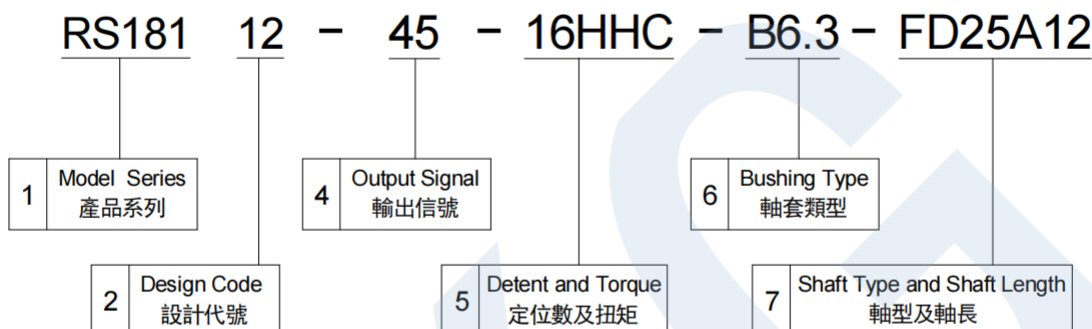 RS181 12 - 45 - 16HHC - B6.3 - FD25A12
1 Model Series
產品系列
4 Output Signal
輸出信號
6 Bushing Type
軸套類型
2 Design Code
設計代號
5 Detent and Torque
定位數及扭矩
7 Shaft Type and Shaft Length
軸型及軸長